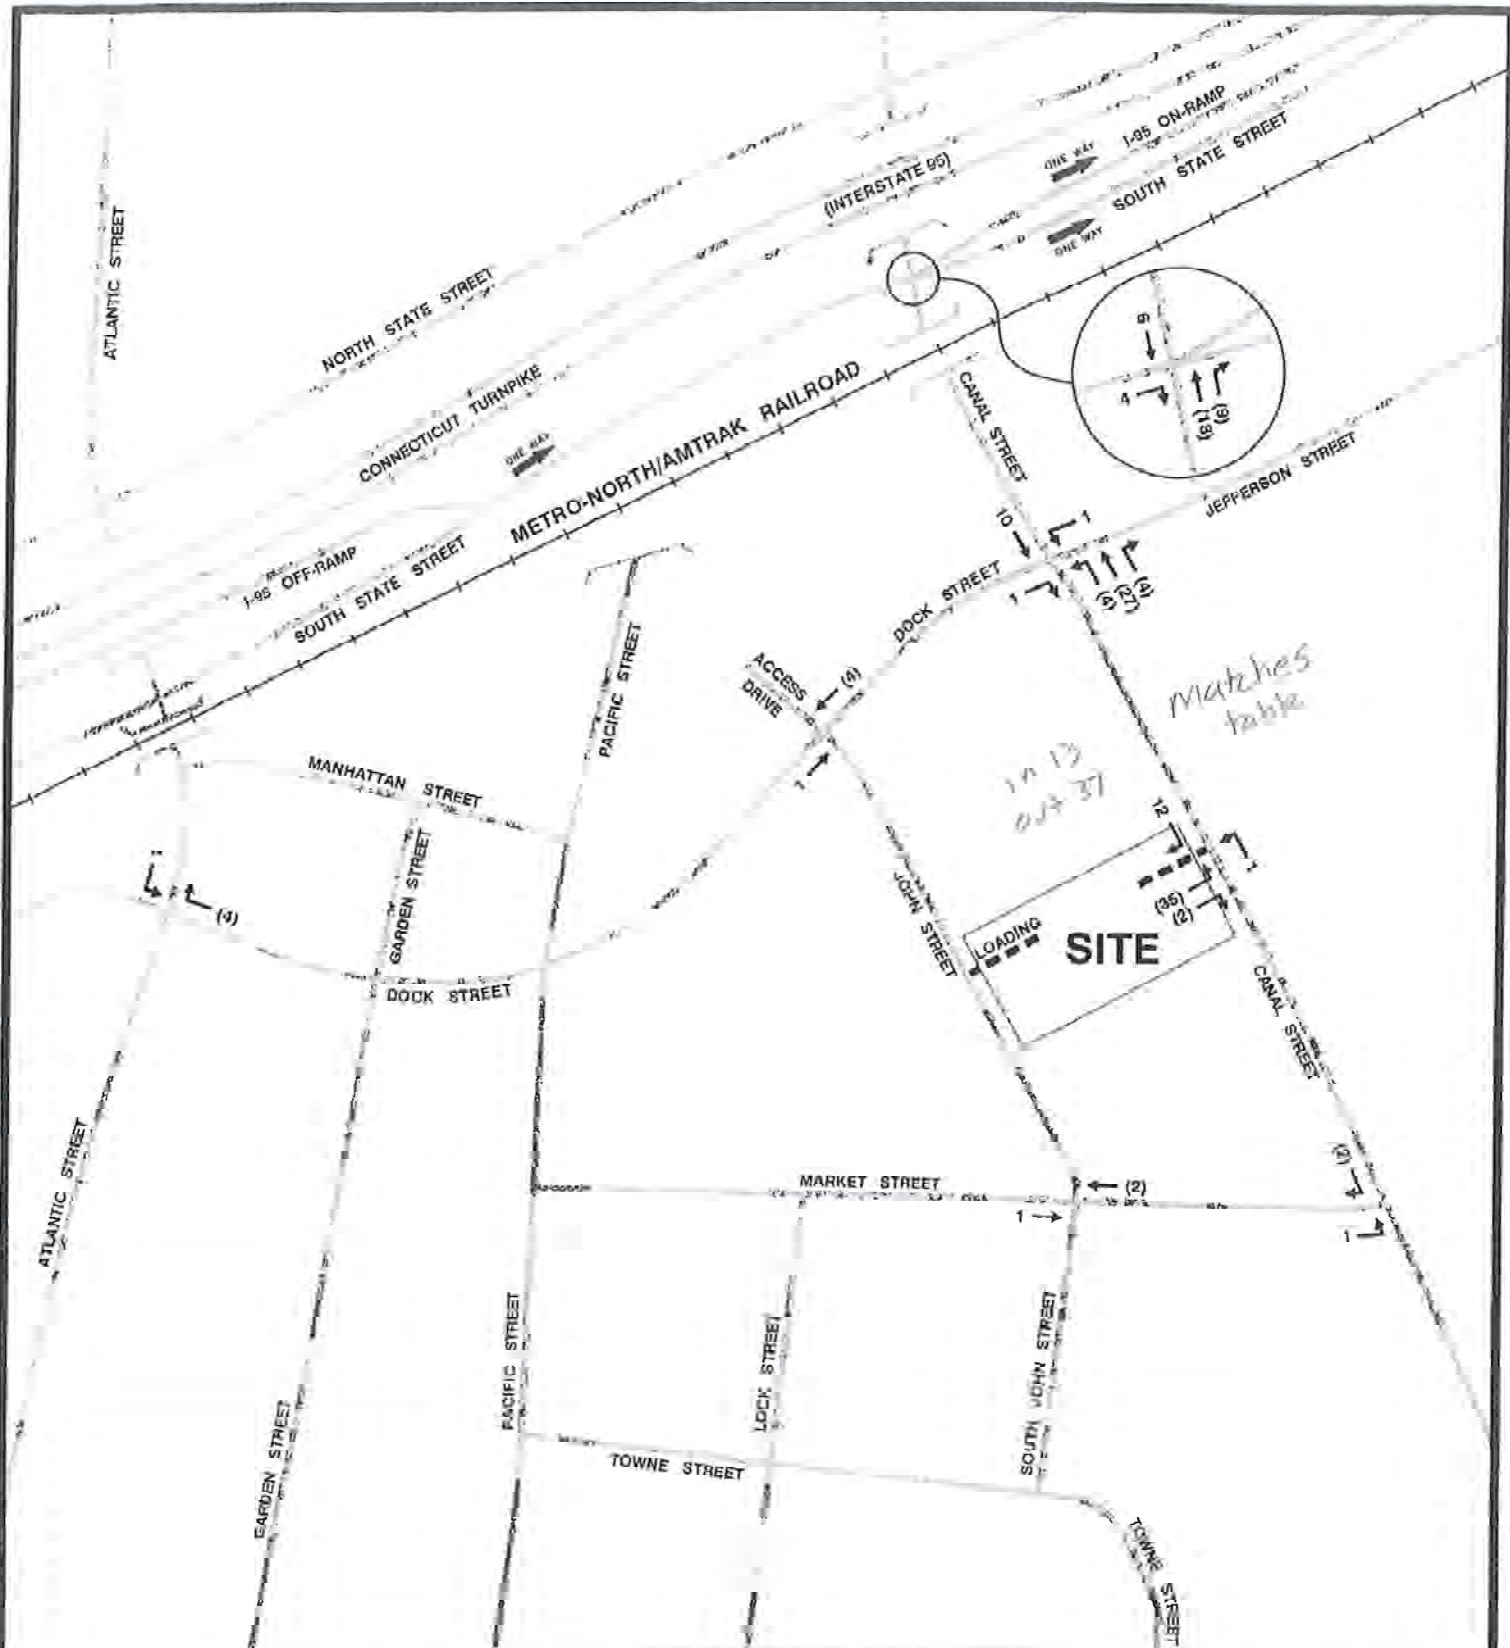 ATLANTIC STREET
NORTH STATE STREET
CONNECTICUT TURNPIKE
(INTERSTATE 95)
ONE WAY
I-95 ON-RAMP
SOUTH STATE STREET
ONE WAY
ONE WAY
I-95 OFF-RAMP
SOUTH STATE STREET
METRO-NORTH/AMTRAK RAILROAD
6
4
(18)
(9)
CANAL STREET
JEFFERSON STREET
10
1
1
(4)
(27)
(4)
DOCK STREET
ACCESS
DRIVE
(4)
1
PACIFIC STREET
Matches
table
in 13
out 37
MANHATTAN STREET
GARDEN STREET
(4)
DOCK STREET
JOHN STREET
12
1
(35)
(2)
LOADING
SITE
CANAL STREET
ATLANTIC STREET
MARKET STREET
(2)
1
(2)
1
PACIFIC STREET
LOCK STREET
SOUTH JOHN STREET
GARDEN STREET
TOWNE STREET
TOWNE STREET